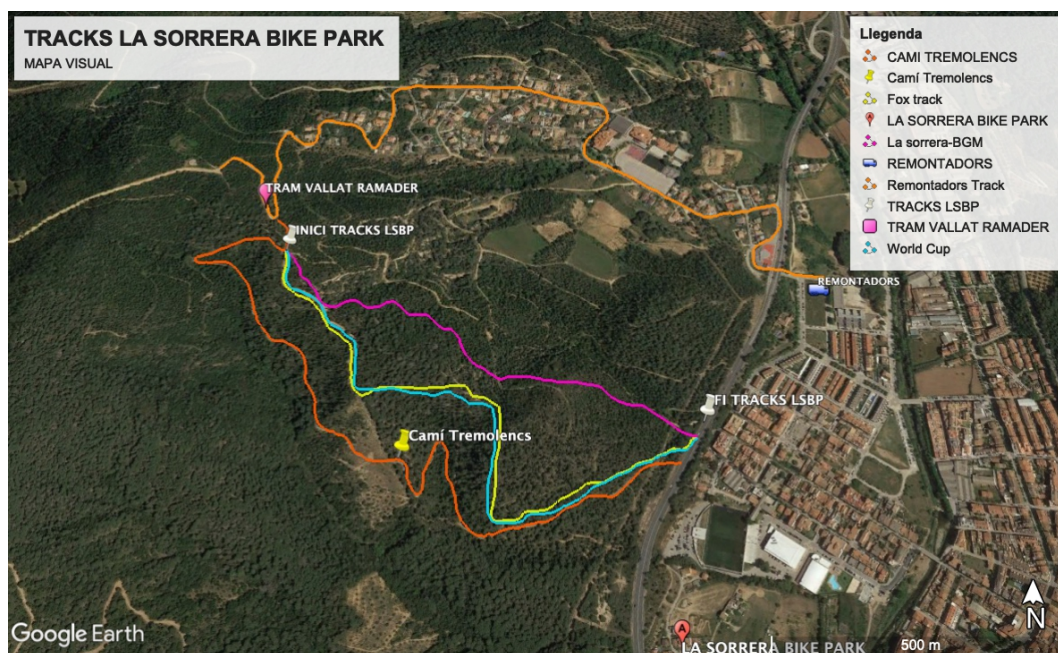 TRACKS LA SORRERA BIKE PARK
MAPA VISUAL
Llegenda
CAMI TREMOLENCS
Camí Tremolencs
Fox track
LA SORRERA BIKE PARK
La sorrera-BGM
REMONTADORS
Remontadors Track
TRACKS LSBP
TRAM VALLAT RAMADER
World Cup
TRAM VALLAT RAMADER
INICI TRACKS LSBP
REMONTADORS
FI TRACKS LSBP
Camí Tremolencs
N
A
LA SORRERA BIKE PARK
500 m
Google Earth